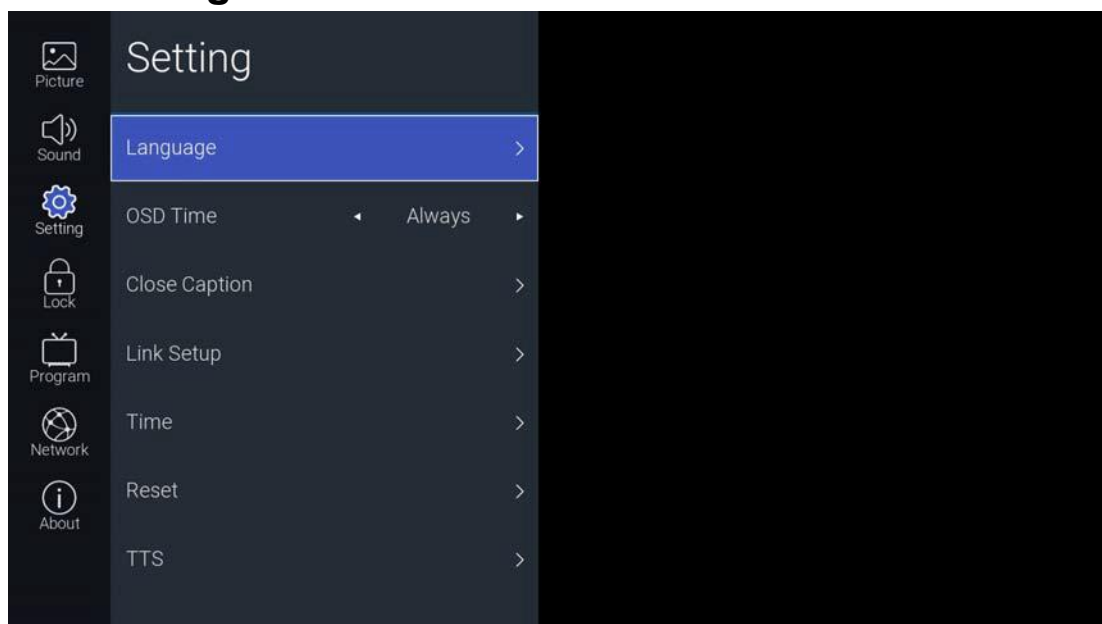 Picture
Sound
Setting
Lock
Program
Network
About
Setting
Language
OSD Time Always
Close Caption
Link Setup
Time
Reset
TTS